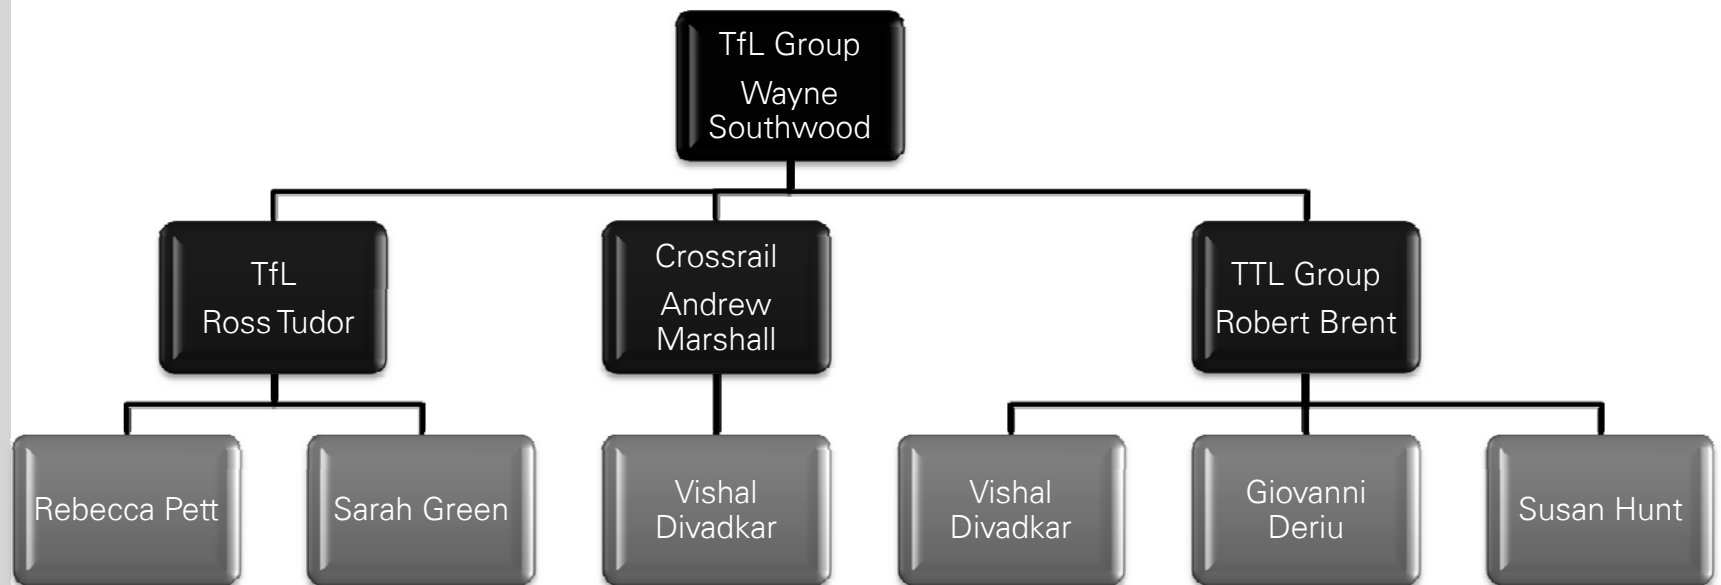 TfL Group
Wayne
Southwood
TfL
Ross Tudor
Crossrail
Andrew
Marshall
TTL Group
Robert Brent
Rebecca Pett
Sarah Green
Vishal
Divadkar
Vishal
Divadkar
Giovanni
Deriu
Susan Hunt